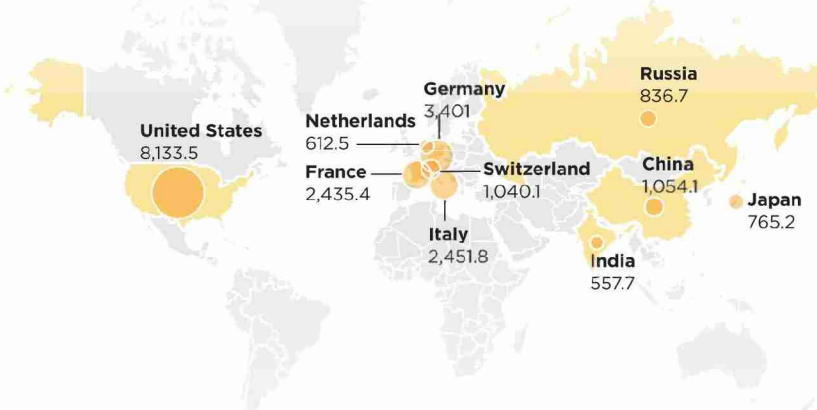 United States
8,133.5
Netherlands
612.5
France
2,435.4
Germany
3,401
Switzerland
1,040.1
Italy
2,451.8
Russia
836.7
China
1,054.1
Japan
765.2
India
557.7